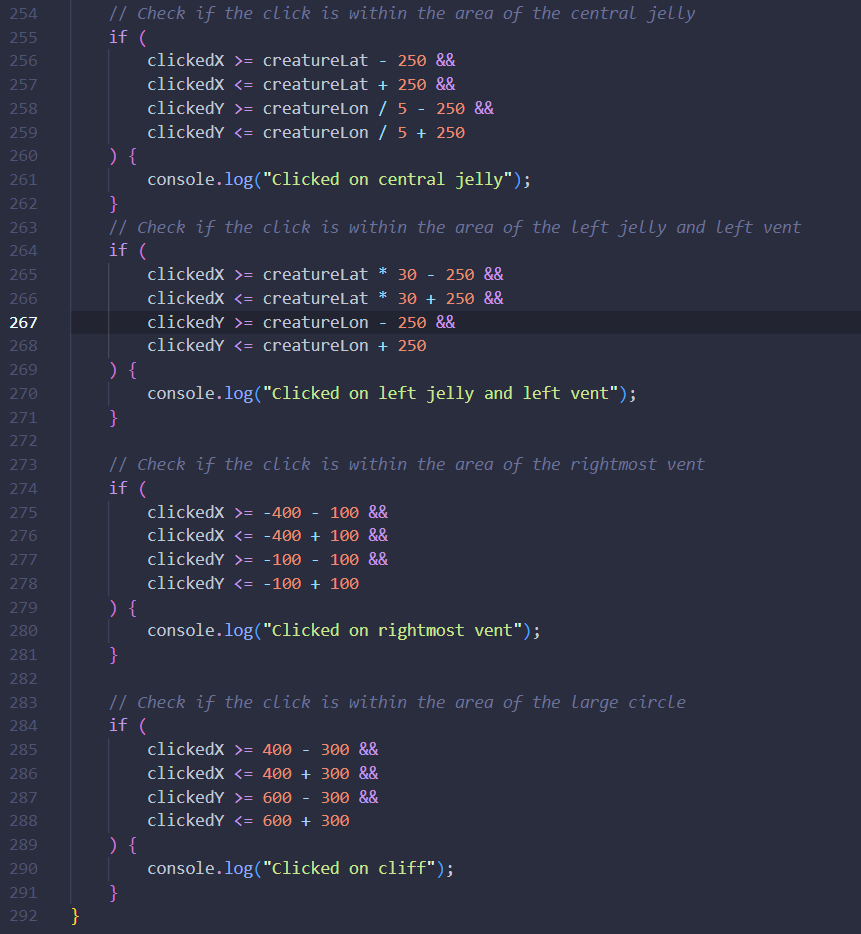 254 // Check if the click is within the area of the central jelly
255 if (
256 clickedX >= creatureLat - 250 &&
257 clickedX <= creatureLat + 250 &&
258 clickedY >= creatureLon / 5 - 250 &&
259 clickedY <= creatureLon / 5 + 250
260 ) {
261 console.log("Clicked on central jelly");
262 }
263 // Check if the click is within the area of the left jelly and left vent
264 if (
265 clickedX >= creatureLat * 30 - 250 &&
266 clickedX <= creatureLat * 30 + 250 &&
267 clickedY >= creatureLon - 250 &&
268 clickedY <= creatureLon + 250
269 ) {
270 console.log("Clicked on left jelly and left vent");
271 }
272
273 // Check if the click is within the area of the rightmost vent
274 if (
275 clickedX >= -400 - 100 &&
276 clickedX <= -400 + 100 &&
277 clickedY >= -100 - 100 &&
278 clickedY <= -100 + 100
279 ) {
280 console.log("Clicked on rightmost vent");
281 }
282
283 // Check if the click is within the area of the large circle
284 if (
285 clickedX >= 400 - 300 &&
286 clickedX <= 400 + 300 &&
287 clickedY >= 600 - 300 &&
288 clickedY <= 600 + 300
289 ) {
290 console.log("Clicked on cliff");
291 }
292 }